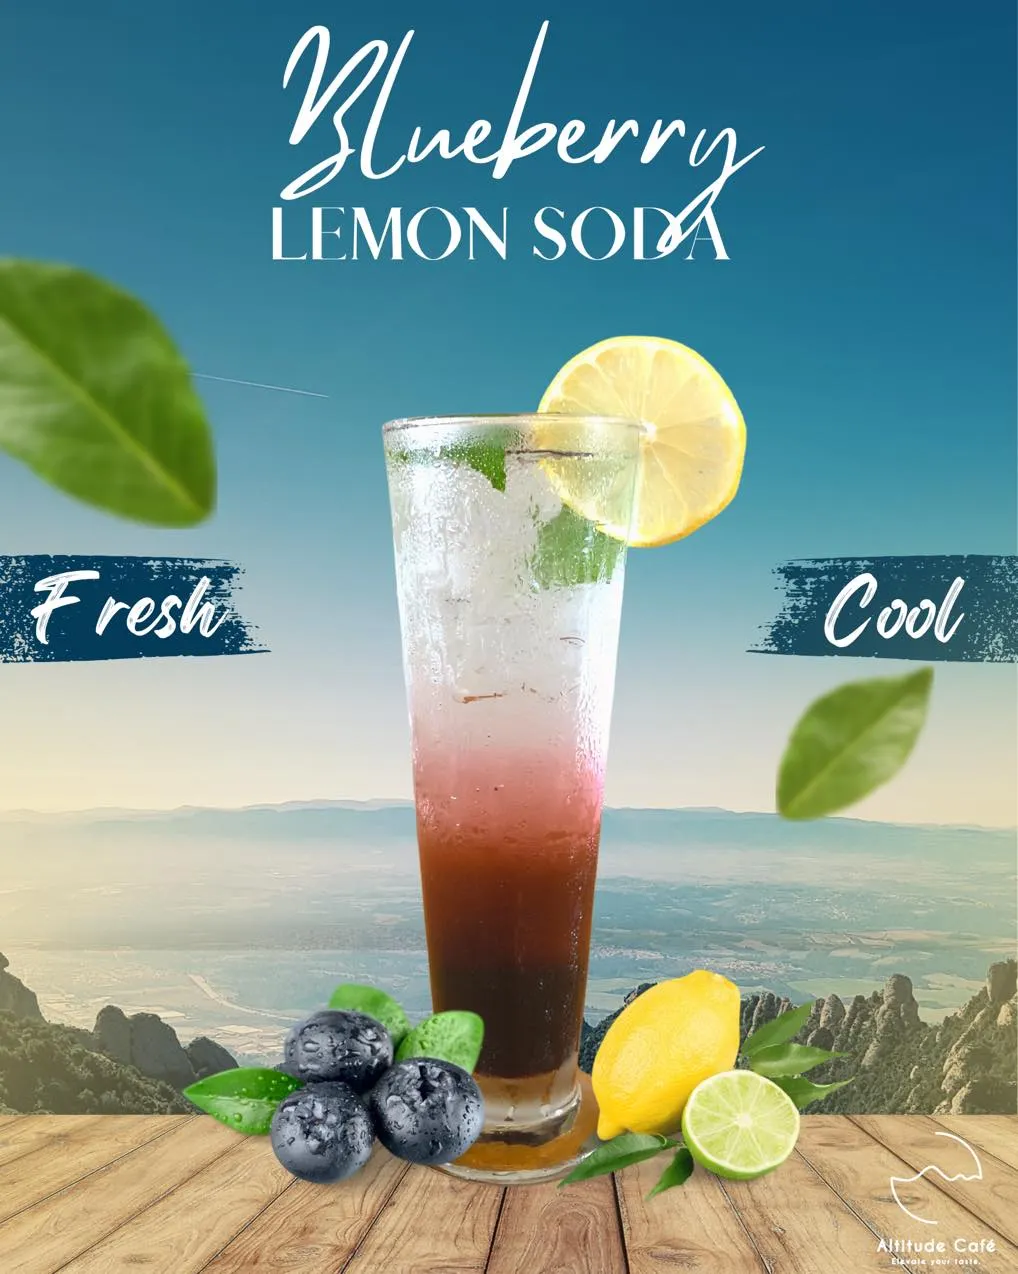 Blueberry
LEMON SODA
Fresh
Cool
Altitude Café
Elevate your taste.